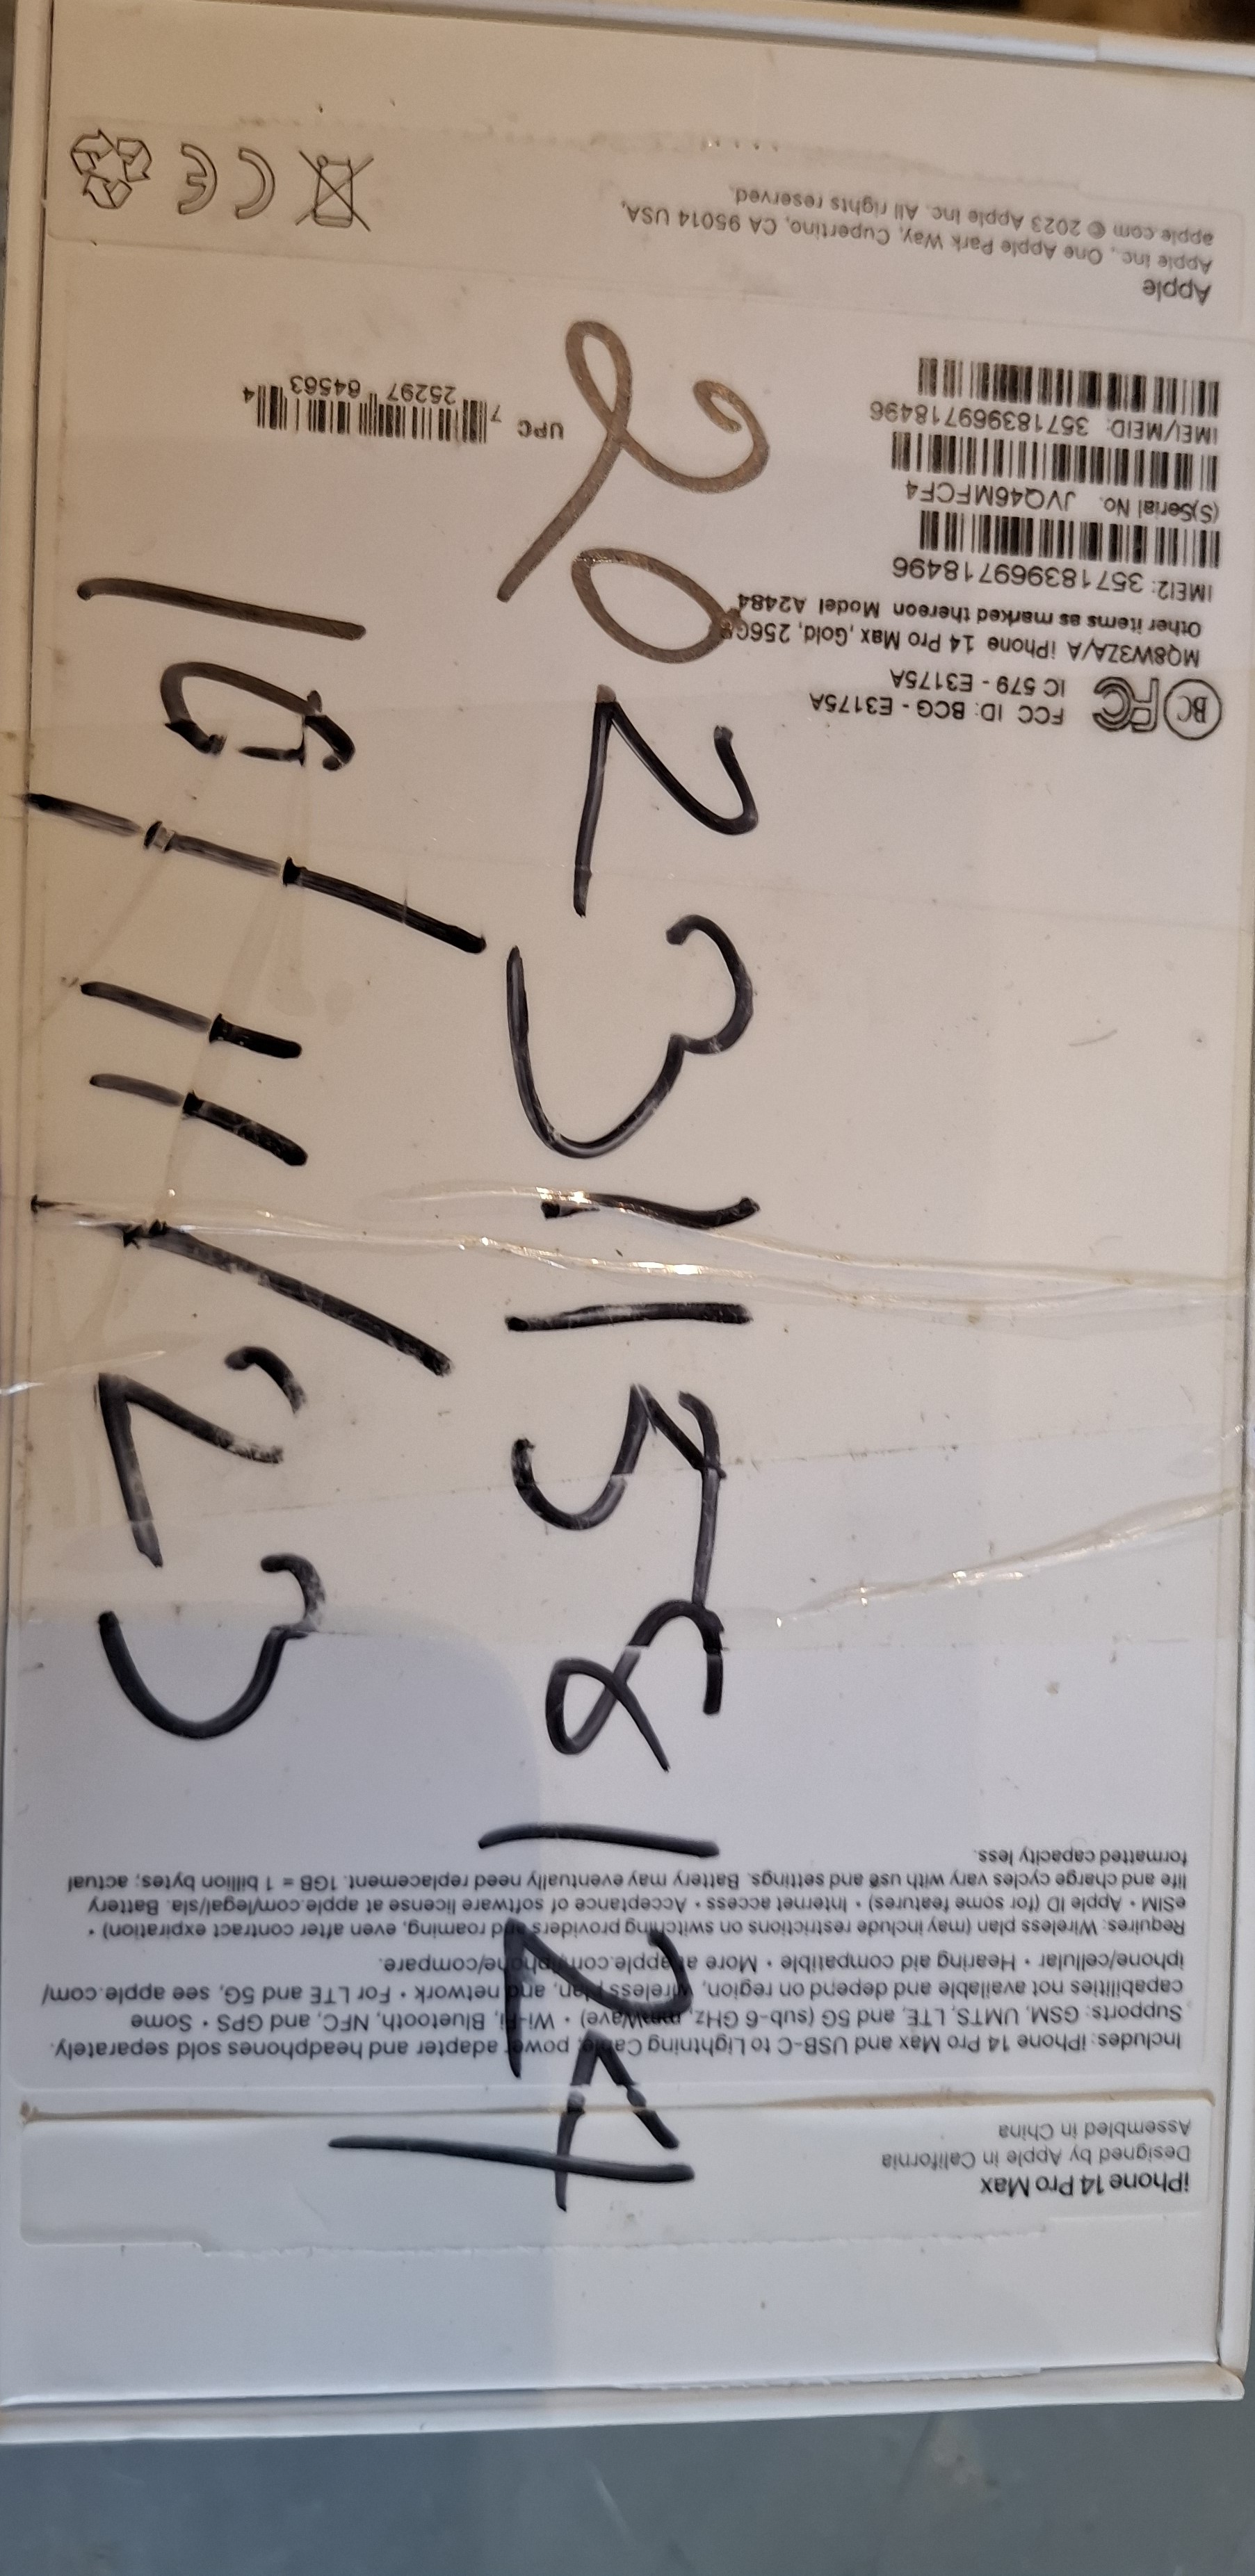 iPhone 14 Pro Max
Designed by Apple in California
Assembled in China
Includes: iPhone 14 Pro Max and USB-C to Lightning Cable, power adapter and headphones sold separately.
Supports: GSM, UMTS, LTE, and 5G (sub-6 GHz, mmWave) • Wi-Fi, Bluetooth, NFC, and GPS • Some
capabilities not available and depend on region, wireless plan, and network • For LTE and 5G, see apple.com/
iphone/cellular • Hearing aid compatible • More at apple.com/iphone/compare.
Requires: Wireless plan (may include restrictions on switching providers and roaming, even after contract expiration) •
eSIM • Apple ID (for some features) • Internet access • Acceptance of software license at apple.com/legal/sla. Battery
life and charge cycles vary with use and settings. Battery may eventually need replacement. 1GB = 1 billion bytes; actual
formatted capacity less.
FCC ID: BCG - E3175A
IC 579 - E3175A
MQ8W3ZA/A iPhone 14 Pro Max ,Gold, 256GB
Other items as marked thereon Model A2484
IMEI2: 357183969718496
(S)Serial No. JVQ46MFCF4
IMEI/MEID: 357183969718496
UPC 7 25297 64563 4
Apple
Apple Inc., One Apple Park Way, Cupertino, CA 95014 USA,
apple.com © 2023 Apple Inc. All rights reserved.
CE
20231158124